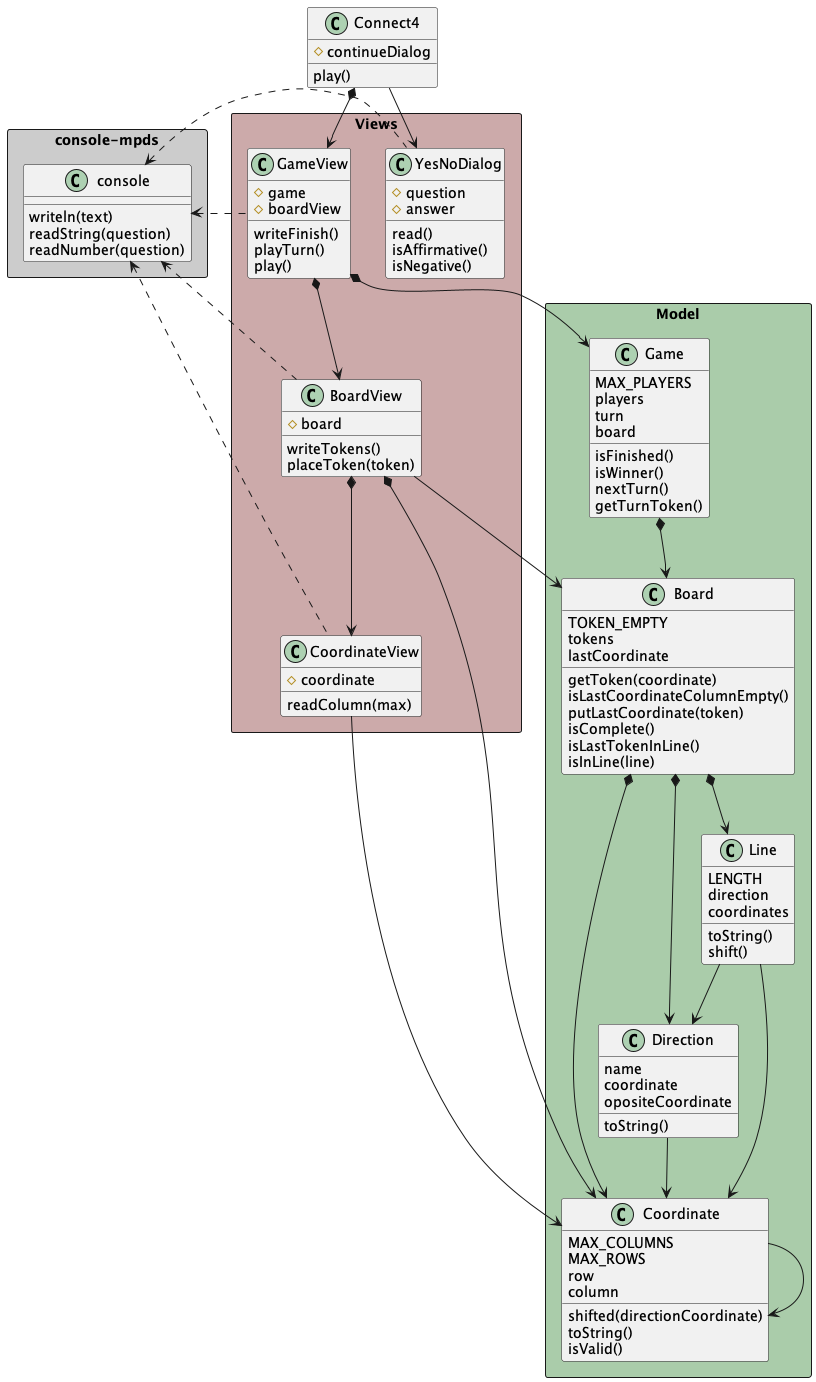 C Connect4
continueDialog
play()
Views
console-mpds
C console
writeln(text)
readString(question)
readNumber(question)
C GameView
game
boardView
writeFinish()
playTurn()
play()
C YesNoDialog
question
answer
read()
isAffirmative()
isNegative()
Model
C Game
MAX_PLAYERS
players
turn
board
isFinished()
isWinner()
nextTurn()
getTurnToken()
C BoardView
board
writeTokens()
placeToken(token)
C Board
TOKEN_EMPTY
tokens
lastCoordinate
getToken(coordinate)
isLastCoordinateColumnEmpty()
putLastCoordinate(token)
isComplete()
isLastTokenInLine()
isInLine(line)
C CoordinateView
coordinate
readColumn(max)
C Line
LENGTH
direction
coordinates
toString()
shift()
C Direction
name
coordinate
opositeCoordinate
toString()
C Coordinate
MAX_COLUMNS
MAX_ROWS
row
column
shifted(directionCoordinate)
toString()
isValid()